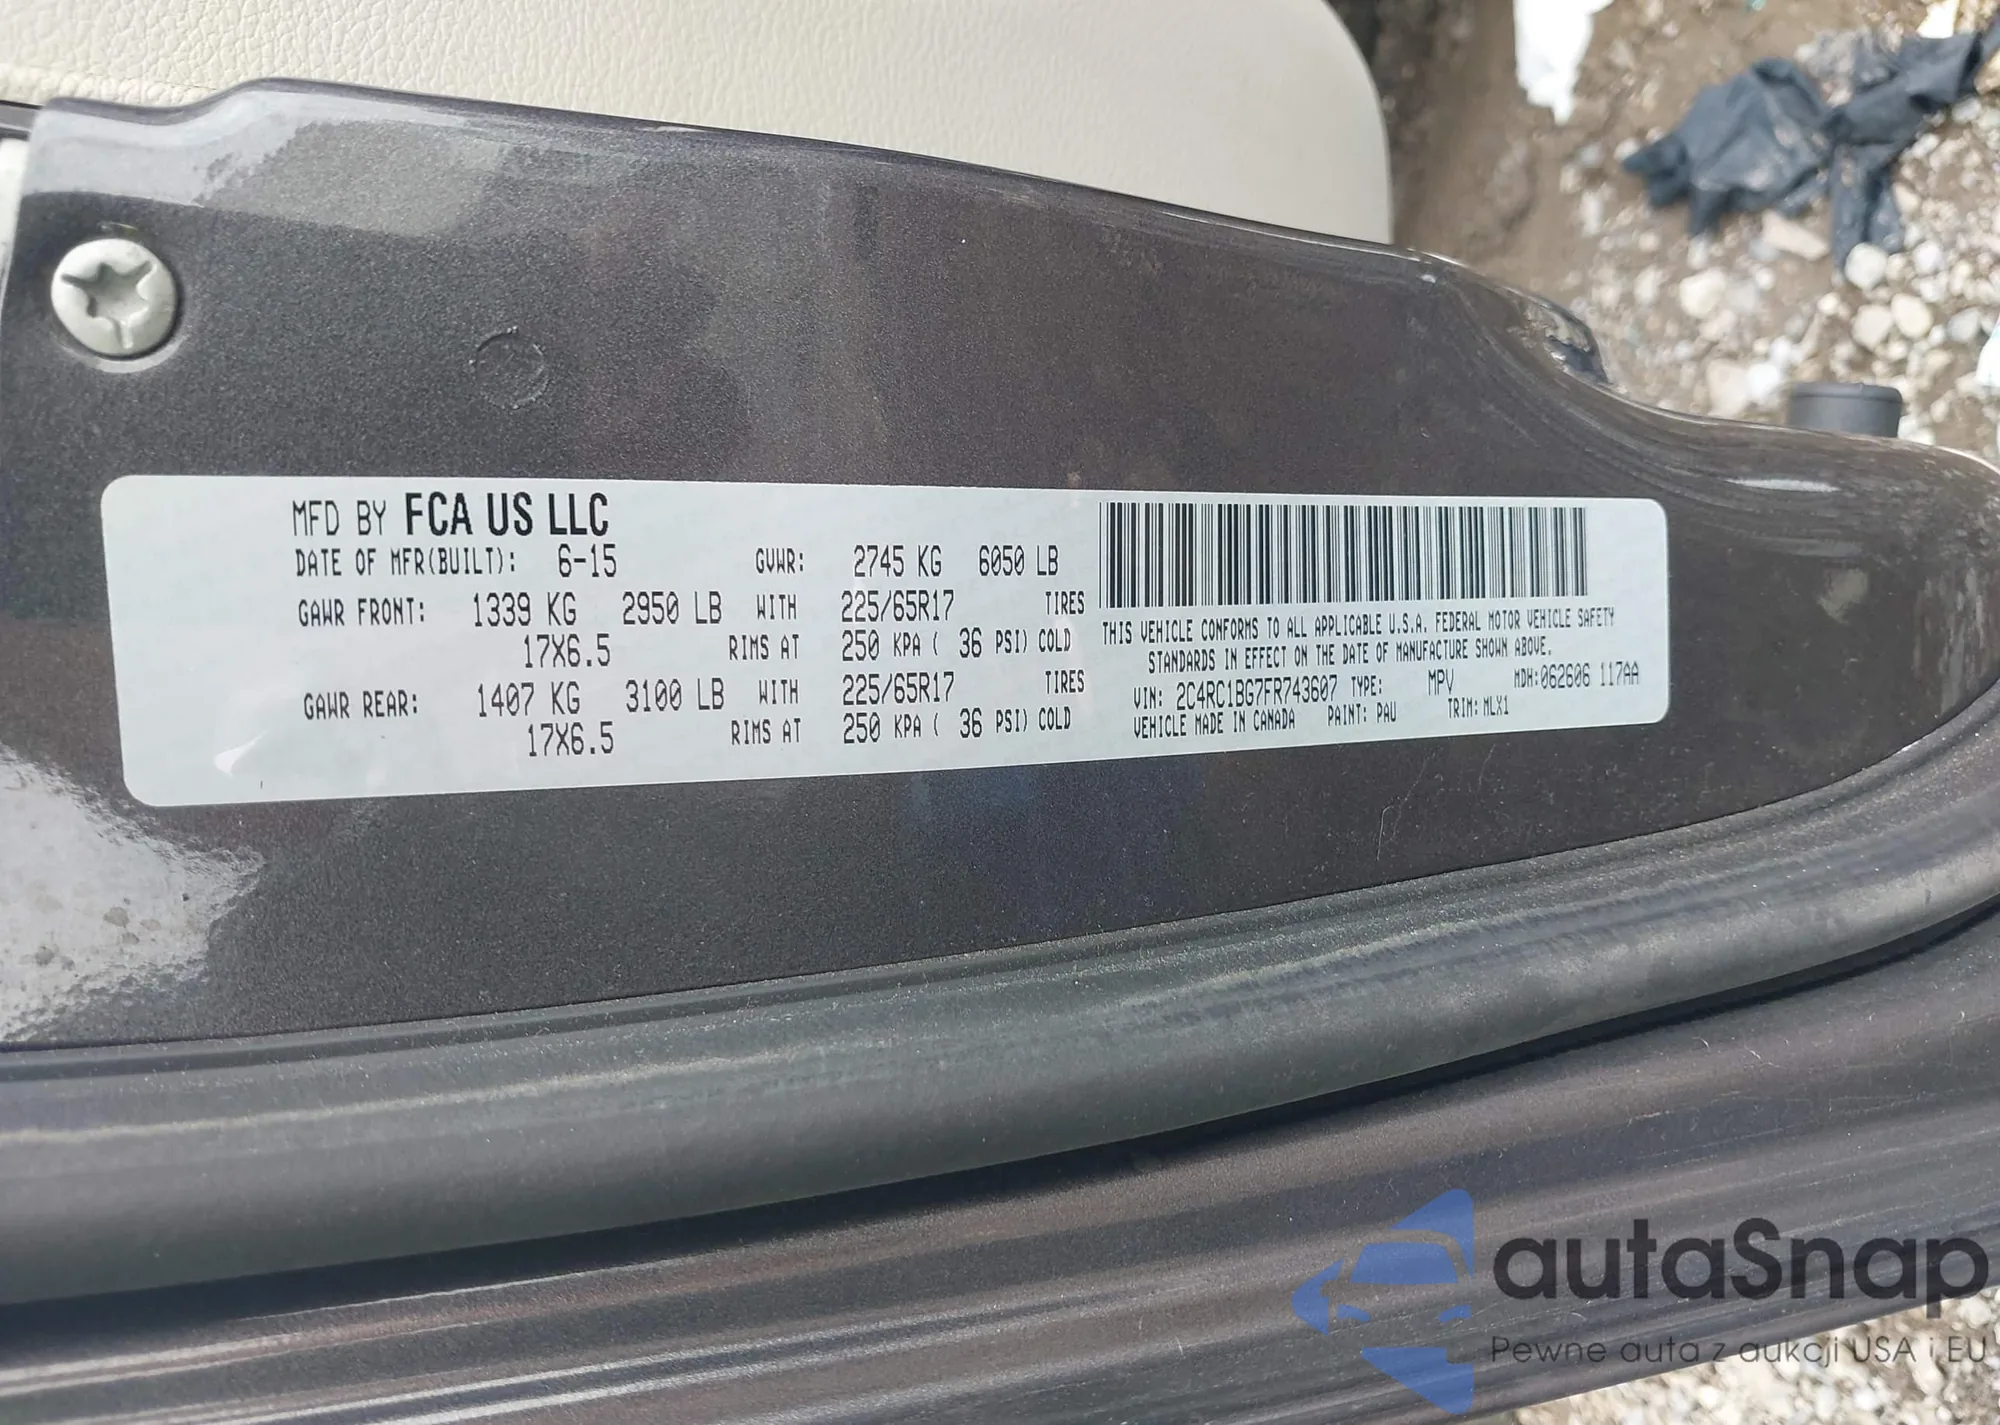 MFD BY FCA US LLC
DATE OF MFR(BUILT): 6-15 GVWR: 2745 KG 6050 LB
GAWR FRONT: 1339 KG 2950 LB WITH 225/65R17 TIRES
17X6.5 RIMS AT 250 KPA ( 36 PSI) COLD
GAWR REAR: 1407 KG 3100 LB WITH 225/65R17 TIRES
17X6.5 RIMS AT 250 KPA ( 36 PSI) COLD
THIS VEHICLE CONFORMS TO ALL APPLICABLE U.S.A. FEDERAL MOTOR VEHICLE SAFETY
STANDARDS IN EFFECT ON THE DATE OF MANUFACTURE SHOWN ABOVE.
VIN: 2C4RC1BG7FR743607 TYPE: MPV MDH:062606 117AA
VEHICLE MADE IN CANADA PAINT: PAU TRIM: MLX1
autaSnap
Pewne auta z aukcji USA i EU